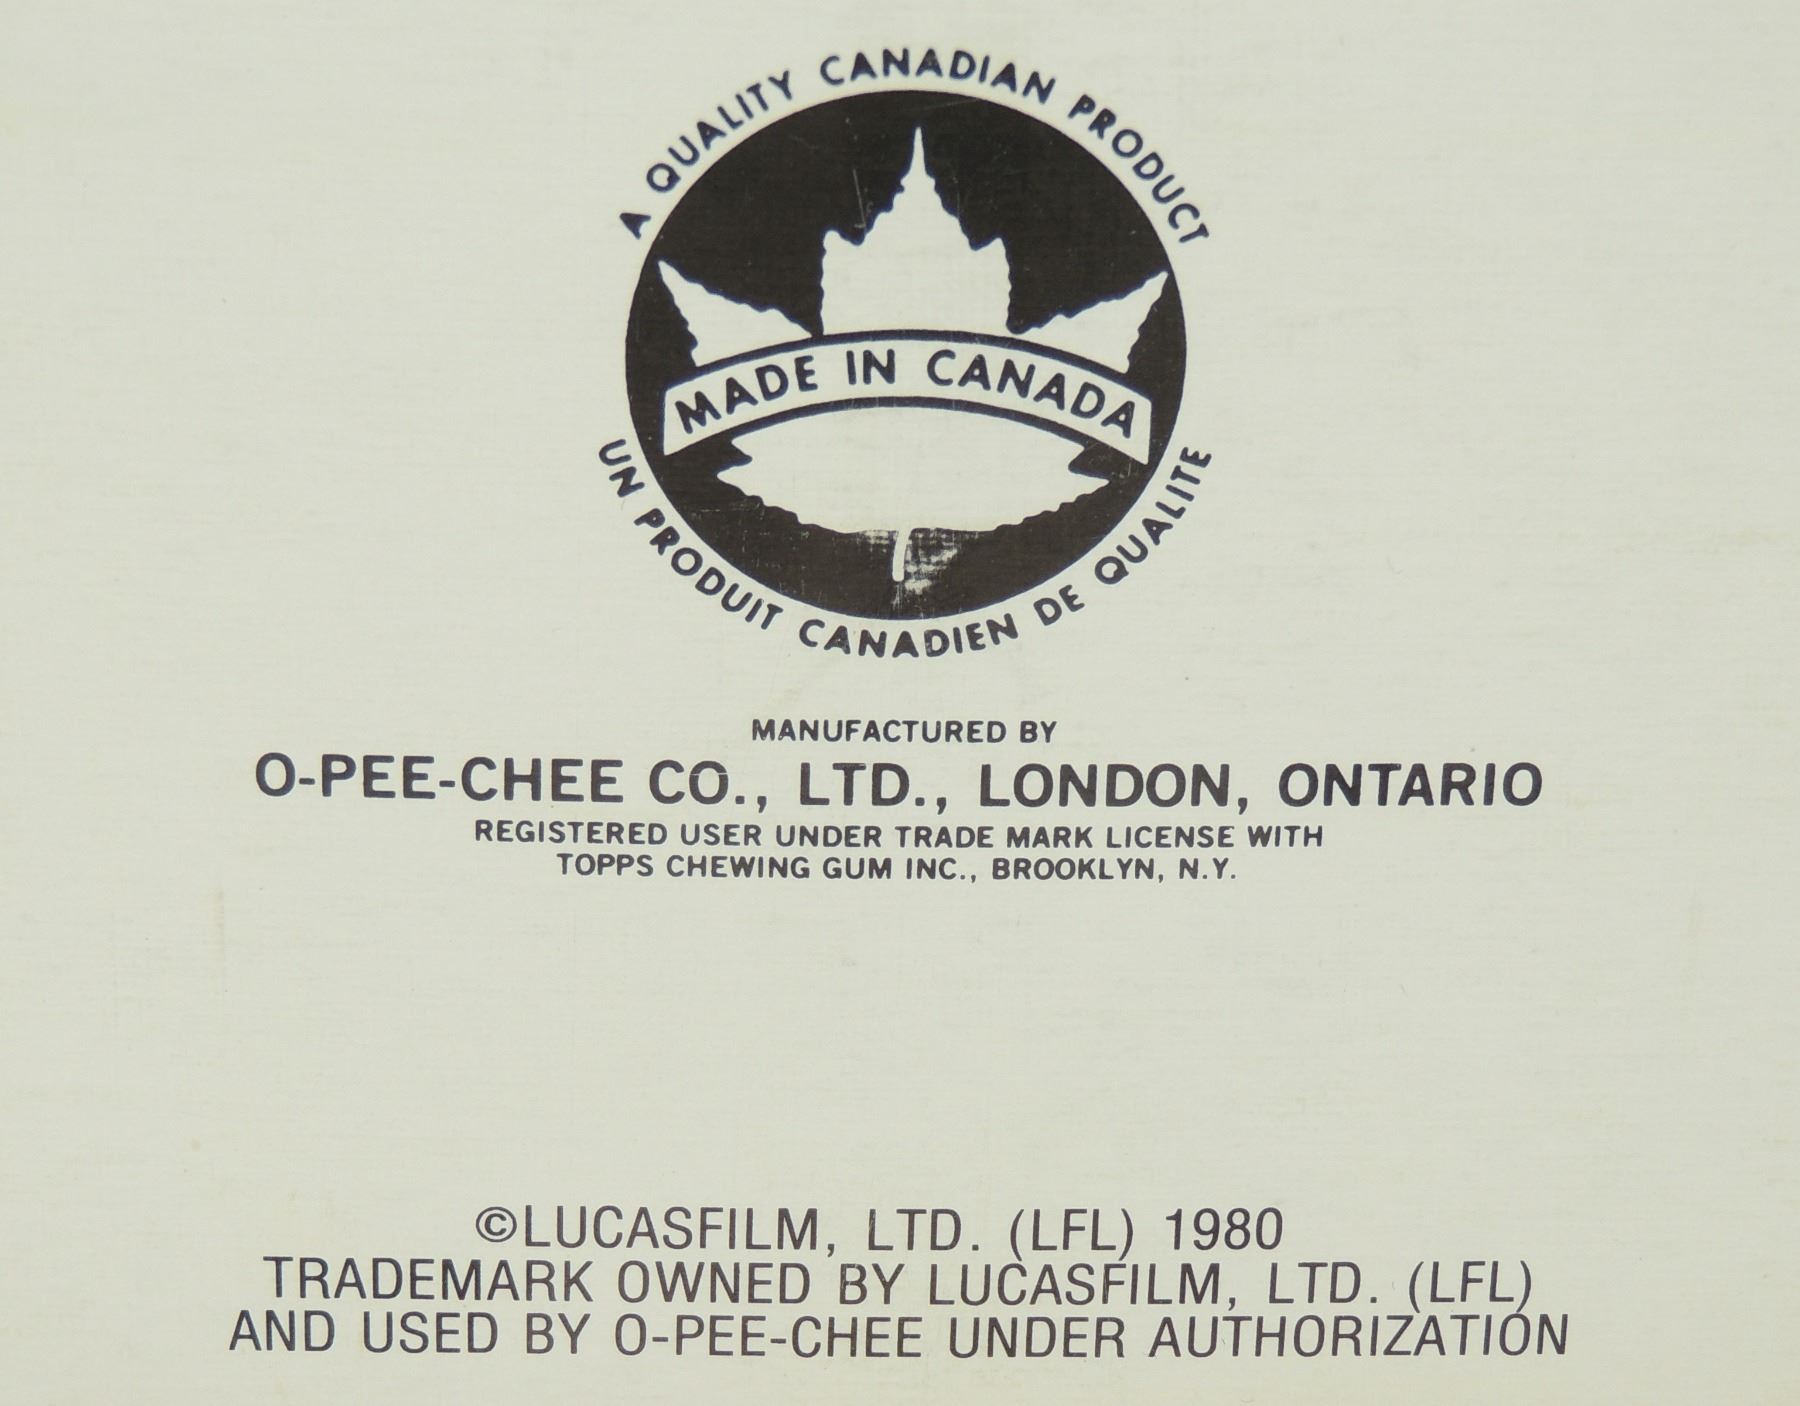 A QUALITY CANADIAN PRODUCT
MADE IN CANADA
UN PRODUIT CANADIEN DE QUALITE
MANUFACTURED BY
O-PEE-CHEE CO., LTD., LONDON, ONTARIO
REGISTERED USER UNDER TRADE MARK LICENSE WITH
TOPPS CHEWING GUM INC., BROOKLYN, N.Y.
©LUCASFILM, LTD. (LFL) 1980
TRADEMARK OWNED BY LUCASFILM, LTD. (LFL)
AND USED BY O-PEE-CHEE UNDER AUTHORIZATION